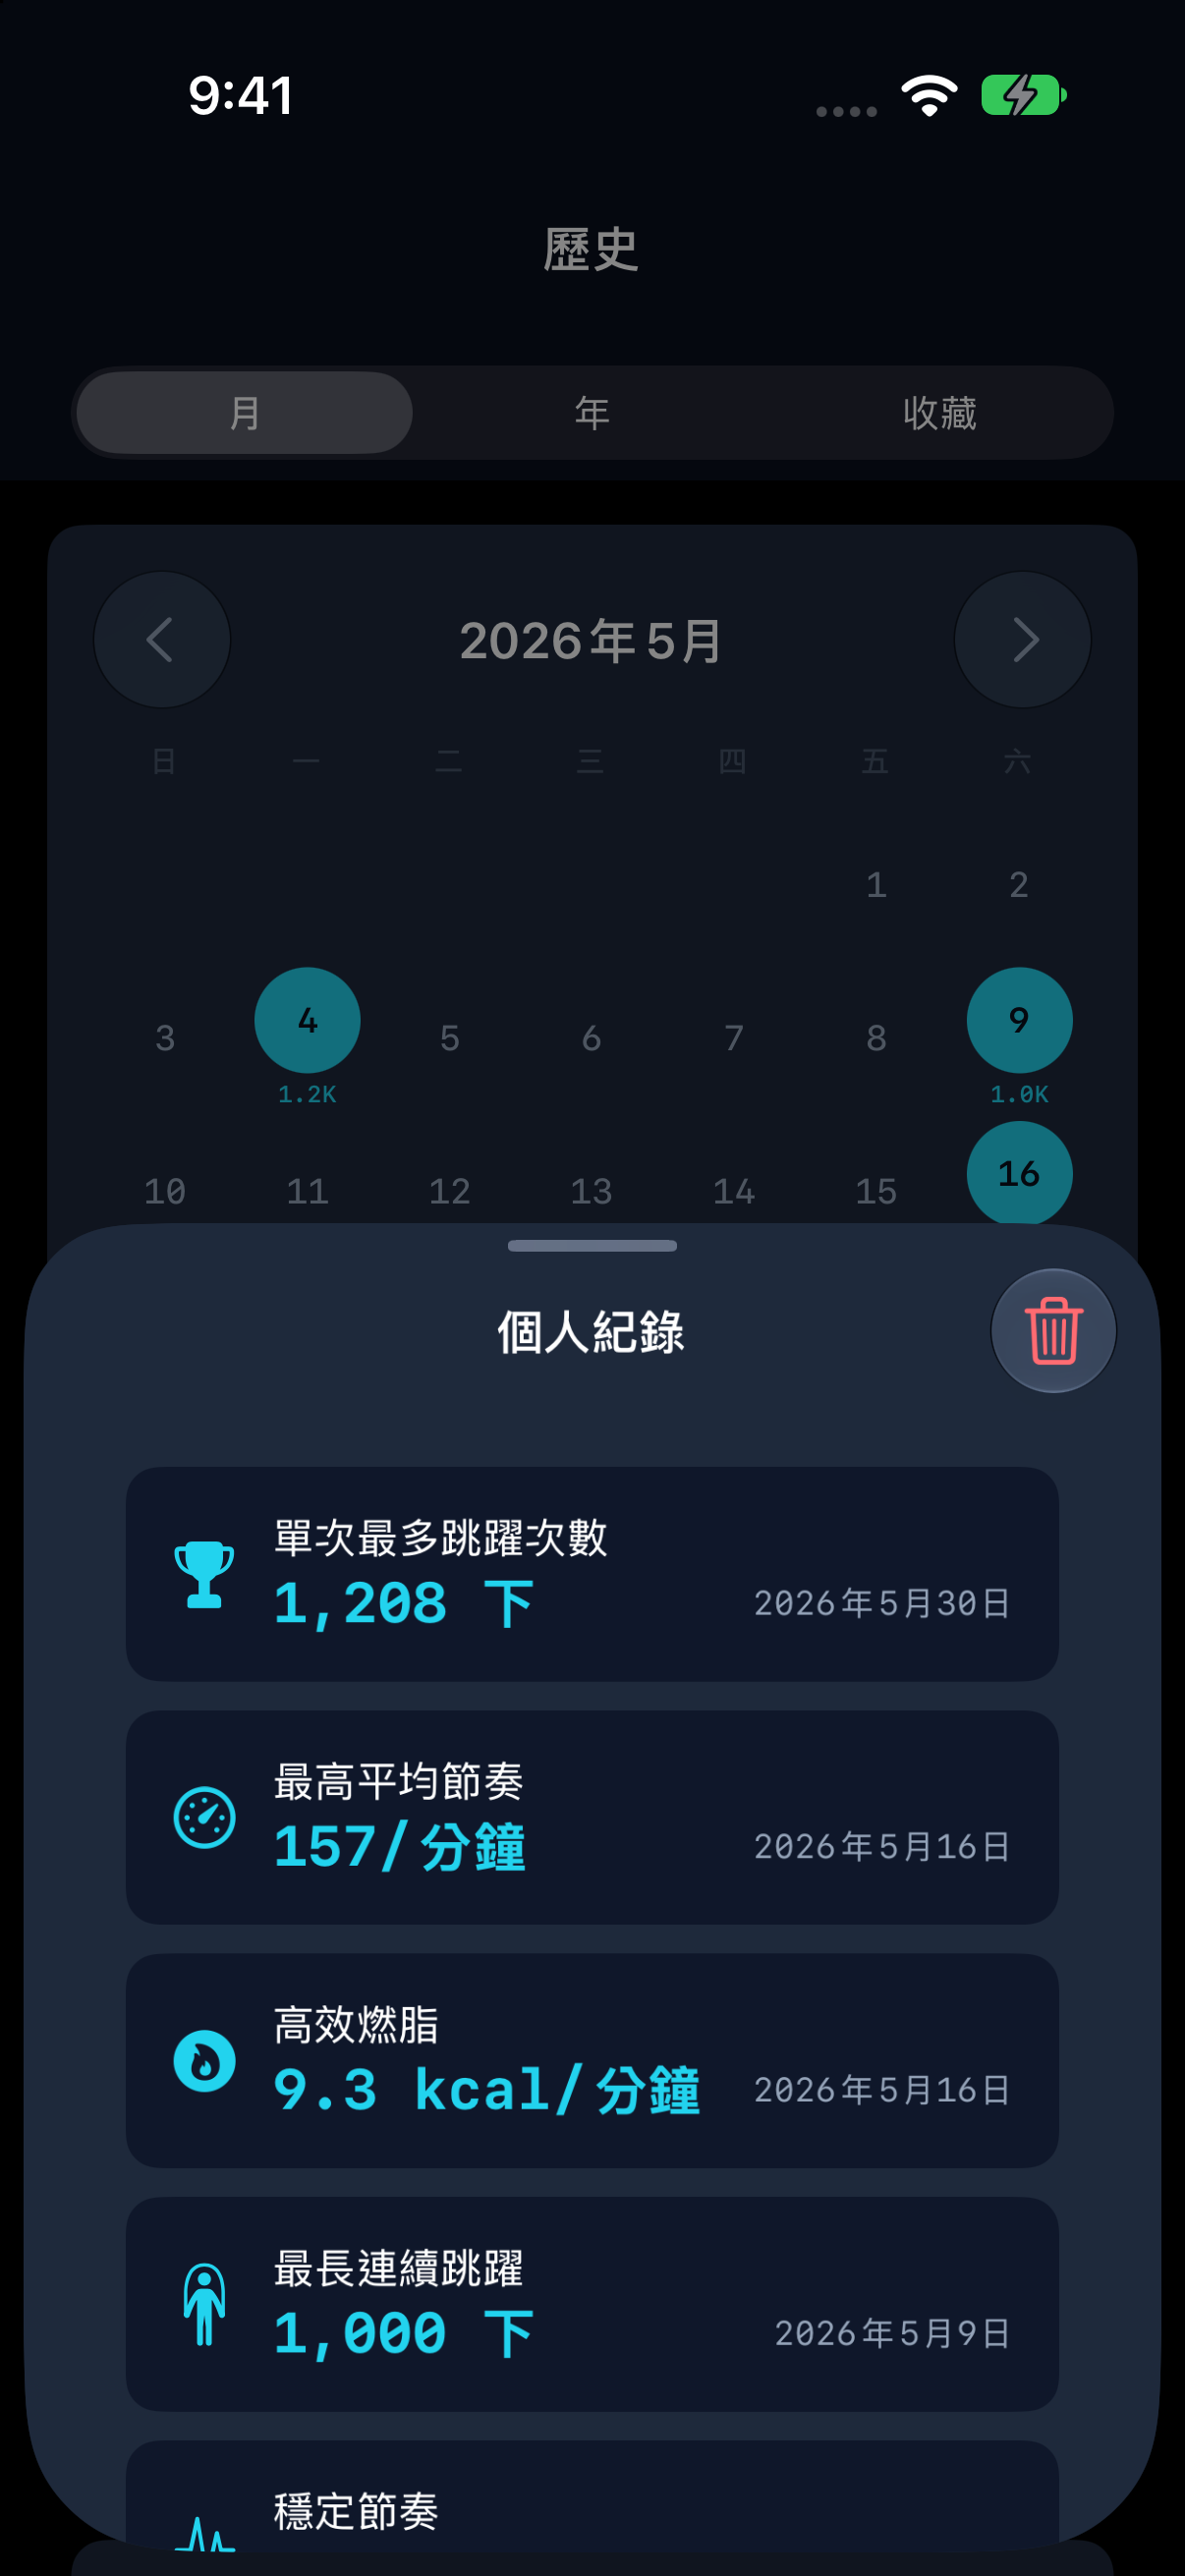 9:41
歷史
月 年 收藏
2026年5月
日 一 二 三 四 五 六
1 2
3 4 5 6 7 8 9
1.2K 1.0K
10 11 12 13 14 15 16
個人紀錄
單次最多跳躍次數
1,208 下
2026年5月30日
最高平均節奏
157/分鐘
2026年5月16日
高效燃脂
9.3 kcal/分鐘
2026年5月16日
最長連續跳躍
1,000 下
2026年5月9日
穩定節奏